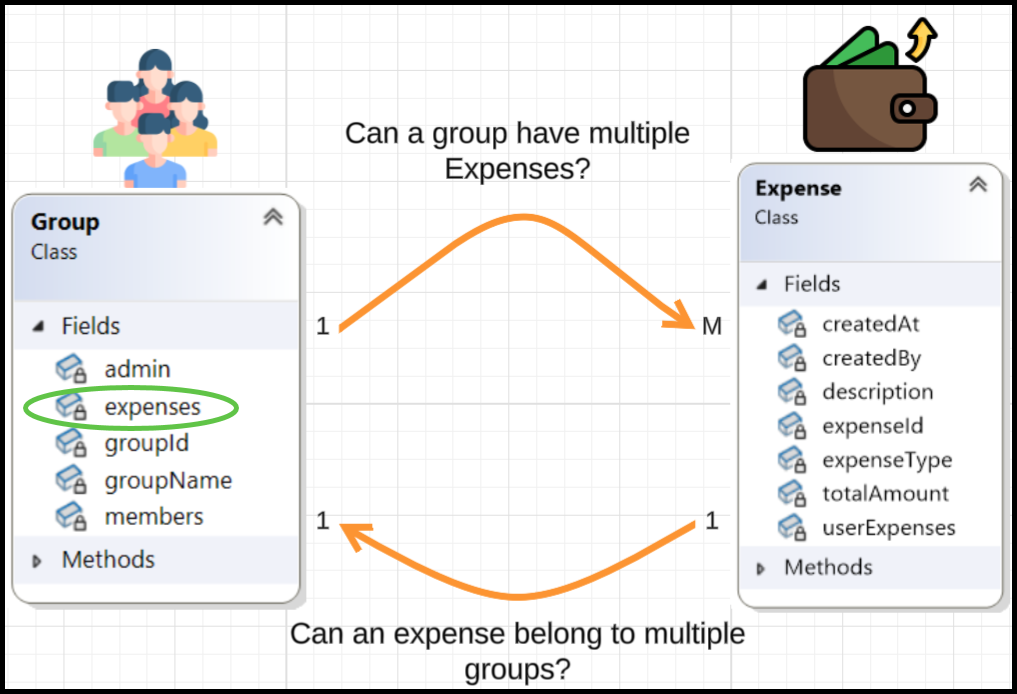 Can a group have multiple
Expenses?
Group
Class
Fields
admin
expenses
groupId
groupName
members
Methods
1
M
1
1
Expense
Class
Fields
createdAt
createdBy
description
expenseId
expenseType
totalAmount
userExpenses
Methods
Can an expense belong to multiple
groups?